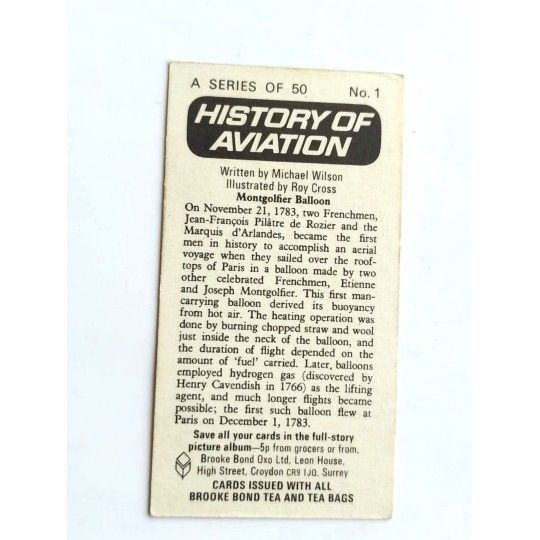 A SERIES OF 50 No. 1
HISTORY OF
AVIATION
Written by Michael Wilson
Illustrated by Roy Cross
Montgolfier Balloon
On November 21, 1783, two Frenchmen,
Jean-François Pilâtre de Rozier and the
Marquis d'Arlandes, became the first
men in history to accomplish an aerial
voyage when they sailed over the roof-
tops of Paris in a balloon made by two
other celebrated Frenchmen, Etienne
and Joseph Montgolfier. This first man-
carrying balloon derived its buoyancy
from hot air. The heating operation was
done by burning chopped straw and wool
just inside the neck of the balloon, and
the duration of flight depended on the
amount of 'fuel' carried. Later, balloons
employed hydrogen gas (discovered by
Henry Cavendish in 1766) as the lifting
agent, and much longer flights became
possible; the first such balloon flew at
Paris on December 1, 1783.
Save all your cards in the full-story
picture album—5p from grocers or from,
Brooke Bond Oxo Ltd, Leon House,
High Street, Croydon CR9 1JQ, Surrey
CARDS ISSUED WITH ALL
BROOKE BOND TEA AND TEA BAGS